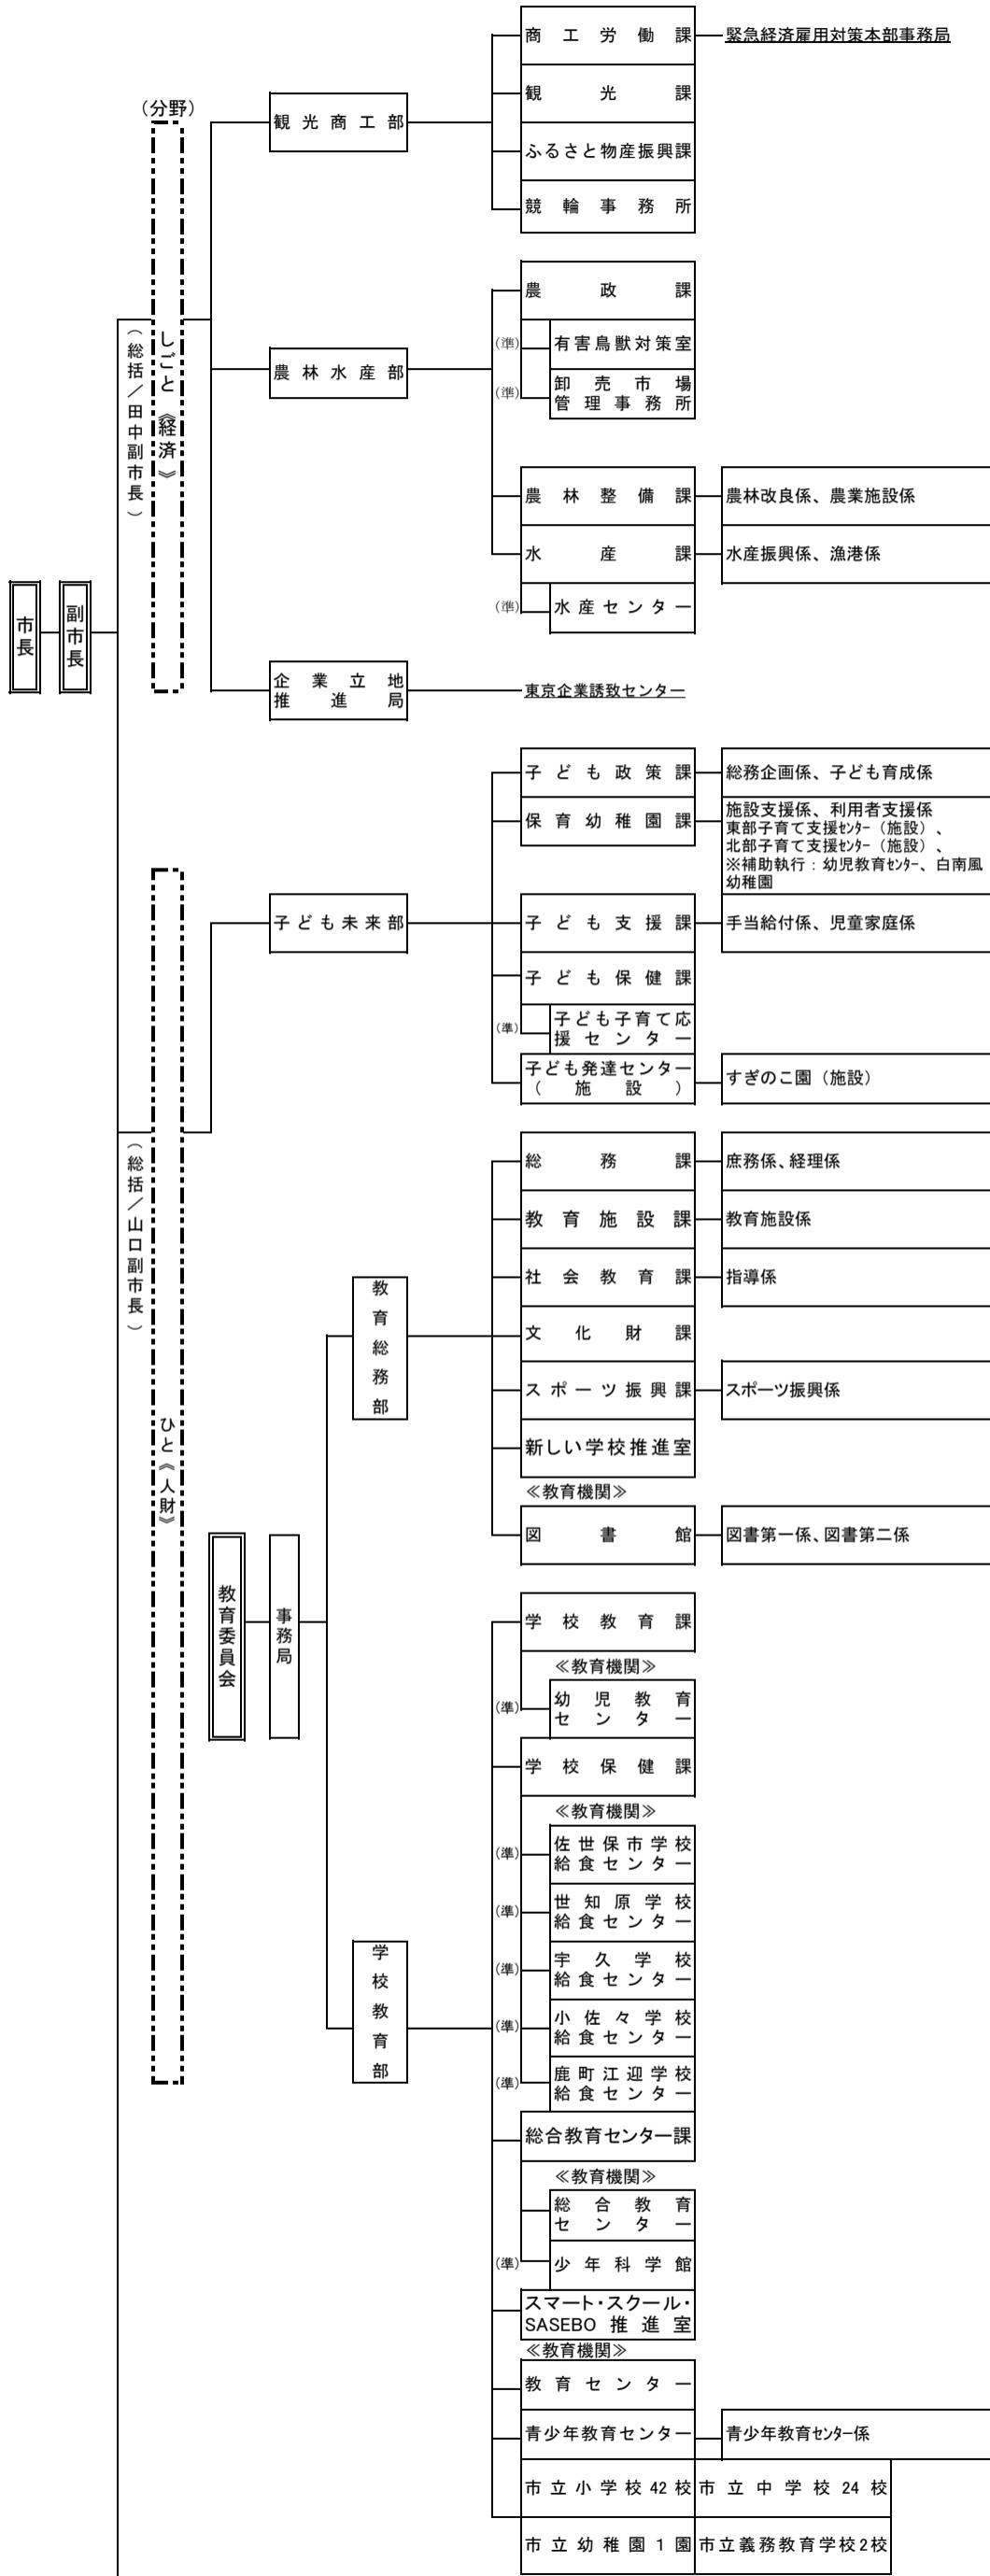 市長
副市長
(分野)
(総括/田中副市長)
しごと《経済》
観光商工部
商工労働課
緊急経済雇用対策本部事務局
観光課
ふるさと物産振興課
競輪事務所
農林水産部
農政課
(準)
有害鳥獣対策室
(準)
卸売市場
管理事務所
農林整備課
農林改良係、農業施設係
水産課
水産振興係、漁港係
(準)
水産センター
企業立地
推進局
東京企業誘致センター
(総括/山口副市長)
ひと《人財》
子ども未来部
子ども政策課
総務企画係、子ども育成係
保育幼稚園課
施設支援係、利用者支援係
東部子育て支援センター(施設)、
北部子育て支援センター(施設)、
※補助執行:幼児教育センター、白南風
幼稚園
子ども支援課
手当給付係、児童家庭係
子ども保健課
(準)
子ども子育て応
援センター
子ども発達センター
(施設)
すぎのこ園(施設)
教育委員会
事務局
教育総務部
総務課
庶務係、経理係
教育施設課
教育施設係
社会教育課
指導係
文化財課
スポーツ振興課
スポーツ振興係
新しい学校推進室
≪教育機関≫
図書館
図書第一係、図書第二係
学校教育部
学校教育課
≪教育機関≫
(準)
幼児教育
センター
学校保健課
≪教育機関≫
(準)
佐世保市学校
給食センター
(準)
世知原学校
給食センター
(準)
宇久学校
給食センター
(準)
小佐々学校
給食センター
(準)
鹿町江迎学校
給食センター
総合教育センター課
≪教育機関≫
総合教育
センター
(準)
少年科学館
スマート・スクール・
SASEBO 推進室
≪教育機関≫
教育センター
青少年教育センター
青少年教育センター係
市立小学校42校
市立中学校24校
市立幼稚園1園
市立義務教育学校2校